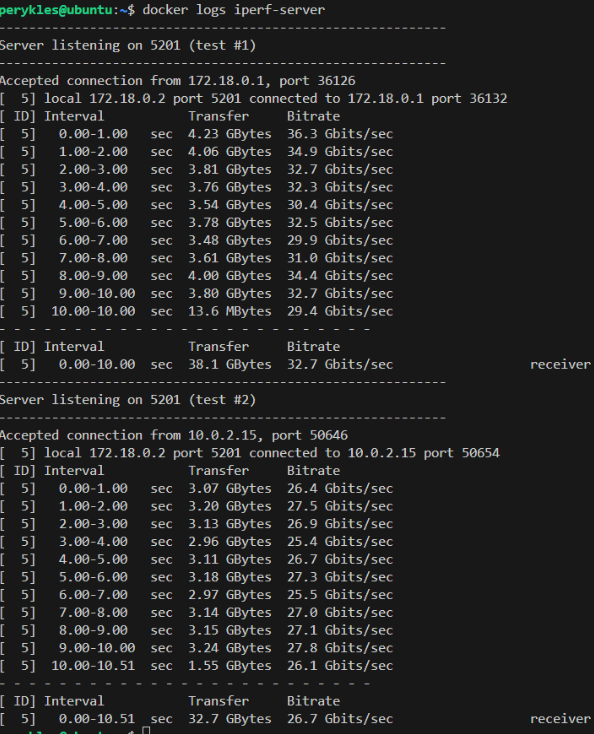 perykles@ubuntu:~$ docker logs iperf-server
-----------------------------------------------------------
Server listening on 5201 (test #1)
-----------------------------------------------------------
Accepted connection from 172.18.0.1, port 36126
[  5] local 172.18.0.2 port 5201 connected to 172.18.0.1 port 36132
[ ID] Interval           Transfer     Bitrate
[  5]   0.00-1.00   sec  4.23 GBytes  36.3 Gbits/sec
[  5]   1.00-2.00   sec  4.06 GBytes  34.9 Gbits/sec
[  5]   2.00-3.00   sec  3.81 GBytes  32.7 Gbits/sec
[  5]   3.00-4.00   sec  3.76 GBytes  32.3 Gbits/sec
[  5]   4.00-5.00   sec  3.54 GBytes  30.4 Gbits/sec
[  5]   5.00-6.00   sec  3.78 GBytes  32.5 Gbits/sec
[  5]   6.00-7.00   sec  3.48 GBytes  29.9 Gbits/sec
[  5]   7.00-8.00   sec  3.61 GBytes  31.0 Gbits/sec
[  5]   8.00-9.00   sec  4.00 GBytes  34.4 Gbits/sec
[  5]   9.00-10.00  sec  3.80 GBytes  32.7 Gbits/sec
[  5]  10.00-10.00  sec  13.6 MBytes  29.4 Gbits/sec
- - - - - - - - - - - - - - - - - - - - - - - - -
[ ID] Interval           Transfer     Bitrate
[  5]   0.00-10.00  sec  38.1 GBytes  32.7 Gbits/sec                  receiver
-----------------------------------------------------------
Server listening on 5201 (test #2)
-----------------------------------------------------------
Accepted connection from 10.0.2.15, port 50646
[  5] local 172.18.0.2 port 5201 connected to 10.0.2.15 port 50654
[ ID] Interval           Transfer     Bitrate
[  5]   0.00-1.00   sec  3.07 GBytes  26.4 Gbits/sec
[  5]   1.00-2.00   sec  3.20 GBytes  27.5 Gbits/sec
[  5]   2.00-3.00   sec  3.13 GBytes  26.9 Gbits/sec
[  5]   3.00-4.00   sec  2.96 GBytes  25.4 Gbits/sec
[  5]   4.00-5.00   sec  3.11 GBytes  26.7 Gbits/sec
[  5]   5.00-6.00   sec  3.18 GBytes  27.3 Gbits/sec
[  5]   6.00-7.00   sec  2.97 GBytes  25.5 Gbits/sec
[  5]   7.00-8.00   sec  3.14 GBytes  27.0 Gbits/sec
[  5]   8.00-9.00   sec  3.15 GBytes  27.1 Gbits/sec
[  5]   9.00-10.00  sec  3.24 GBytes  27.8 Gbits/sec
[  5]  10.00-10.51  sec  1.55 GBytes  26.1 Gbits/sec
- - - - - - - - - - - - - - - - - - - - - - - - -
[ ID] Interval           Transfer     Bitrate
[  5]   0.00-10.51  sec  32.7 GBytes  26.7 Gbits/sec                  receiver